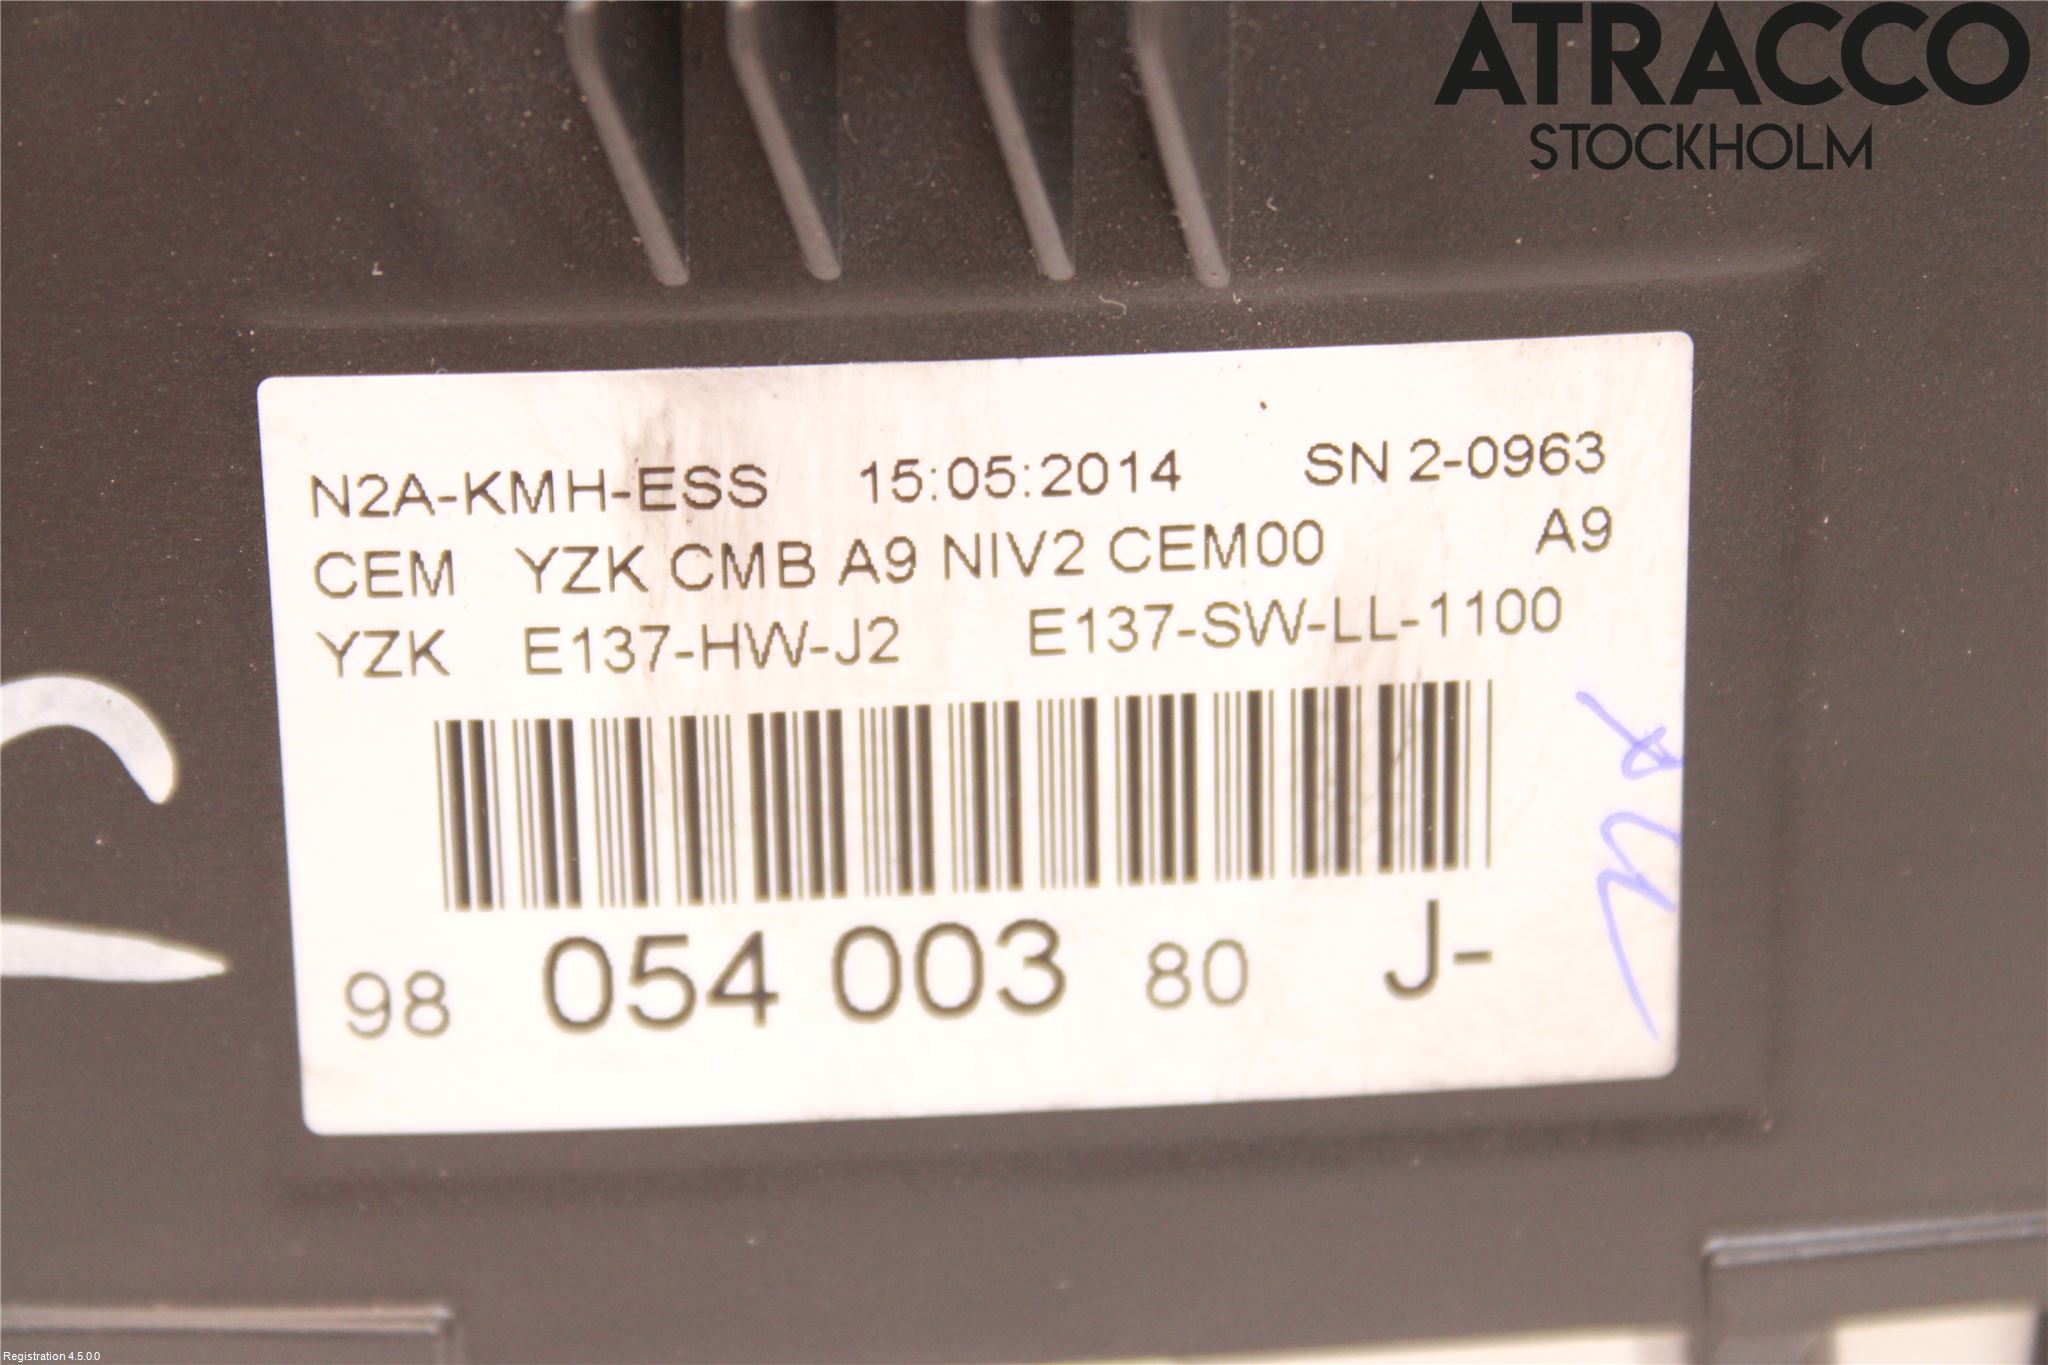 ATRACCO
STOCKHOLM
N2A-KMH-ESS 15:05:2014 SN 2-0963
CEM YZK CMB A9 NIV2 CEM00 A9
YZK E137-HW-J2 E137-SW-LL-1100
98 054 003 80 J-
Registration 4.5.0.0